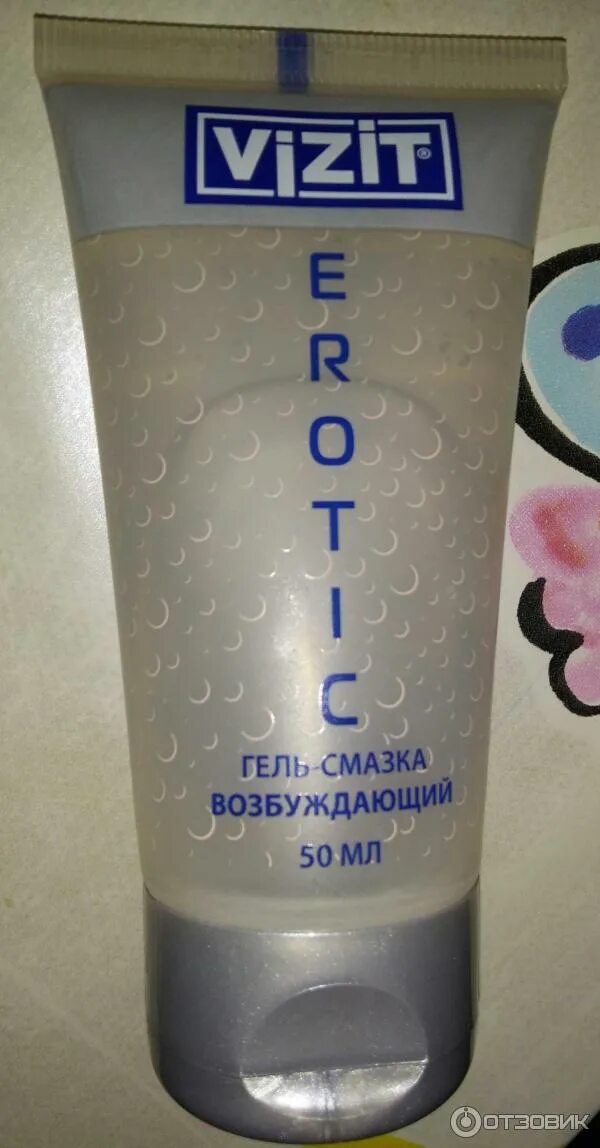 ViZiT®
EROTIC
ГЕЛЬ-СМАЗКА
ВОЗБУЖДАЮЩИЙ
50 МЛ
ОТЗОВИК